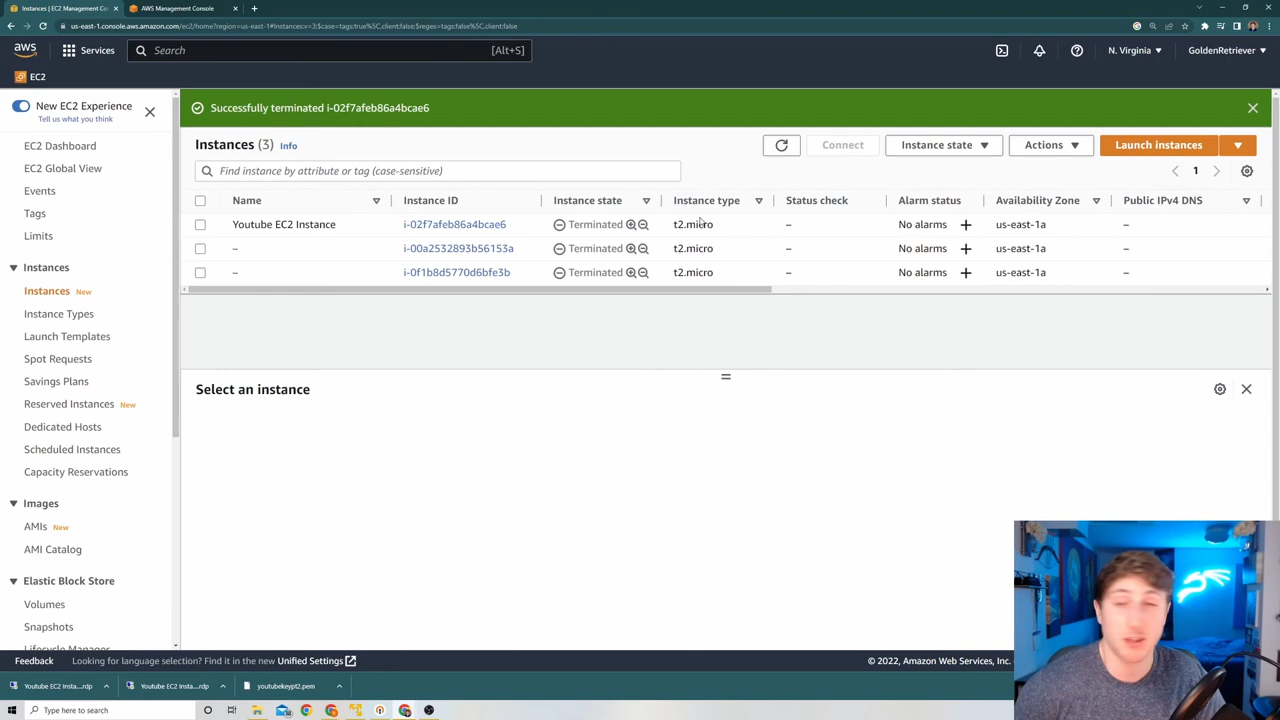 Instances | EC2 Management Con
AWS Management Console
us-east-1.console.aws.amazon.com/ec2/home?region=us-east-1#Instances:v=3;$case=tags:true%5C,client:false;$regex=tags:false%5C,client:false
aws
Services
Search
[Alt+S]
N. Virginia
GoldenRetriever
EC2
New EC2 Experience
Tell us what you think
Successfully terminated i-02f7afeb86a4bcae6
EC2 Dashboard
EC2 Global View
Events
Tags
Limits
Instances
Instances New
Instance Types
Launch Templates
Spot Requests
Savings Plans
Reserved Instances New
Dedicated Hosts
Scheduled Instances
Capacity Reservations
Images
AMIs New
AMI Catalog
Elastic Block Store
Volumes
Snapshots
Lifecycle Manager
Instances (3) Info
Connect
Instance state
Actions
Launch instances
Find instance by attribute or tag (case-sensitive)
1
Name Instance ID Instance state Instance type Status check Alarm status Availability Zone Public IPv4 DNS
Youtube EC2 Instance i-02f7afeb86a4bcae6 Terminated t2.micro – No alarms + us-east-1a –
– i-00a2532893b56153a Terminated t2.micro – No alarms + us-east-1a –
– i-0f1b8d5770d6bfe3b Terminated t2.micro – No alarms + us-east-1a –
Select an instance
Feedback
Looking for language selection? Find it in the new Unified Settings
© 2022, Amazon Web Services, Inc.
Youtube EC2 Insta....rdp
Youtube EC2 Insta....rdp
youtubekeypt2.pem
Type here to search